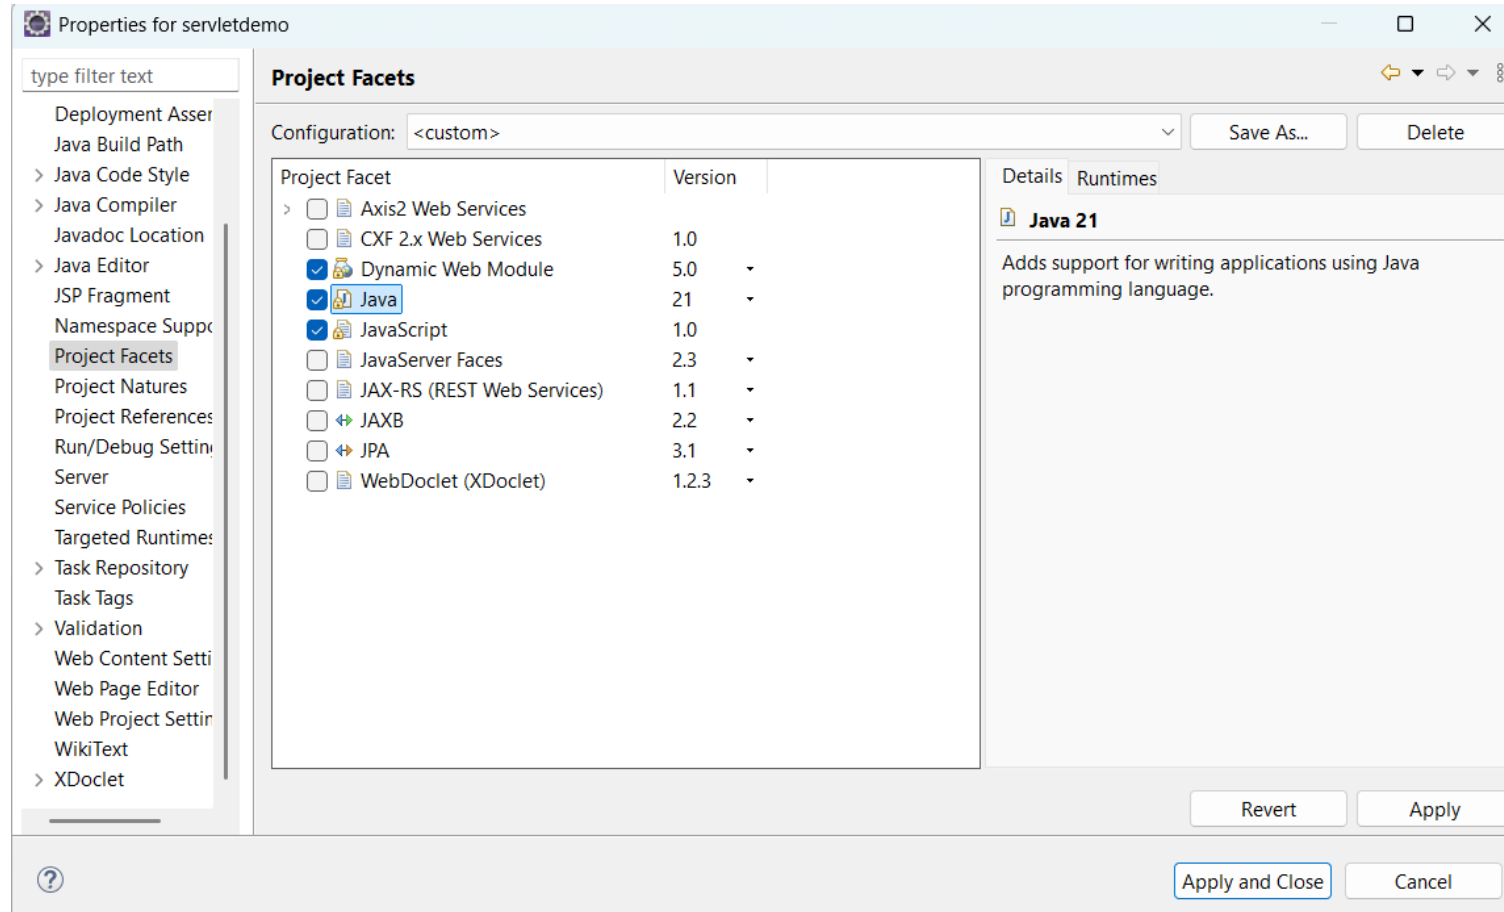 Properties for servletdemo
type filter text
Deployment Asser
Java Build Path
Java Code Style
Java Compiler
Javadoc Location
Java Editor
JSP Fragment
Namespace Suppo
Project Facets
Project Natures
Project References
Run/Debug Setting
Server
Service Policies
Targeted Runtimes
Task Repository
Task Tags
Validation
Web Content Setti
Web Page Editor
Web Project Settin
WikiText
XDoclet
Project Facets
Configuration: <custom> Save As... Delete
Project Facet Version
Axis2 Web Services
CXF 2.x Web Services 1.0
Dynamic Web Module 5.0
Java 21
JavaScript 1.0
JavaServer Faces 2.3
JAX-RS (REST Web Services) 1.1
JAXB 2.2
JPA 3.1
WebDoclet (XDoclet) 1.2.3
Details Runtimes
Java 21
Adds support for writing applications using Java
programming language.
Revert Apply
Apply and Close Cancel